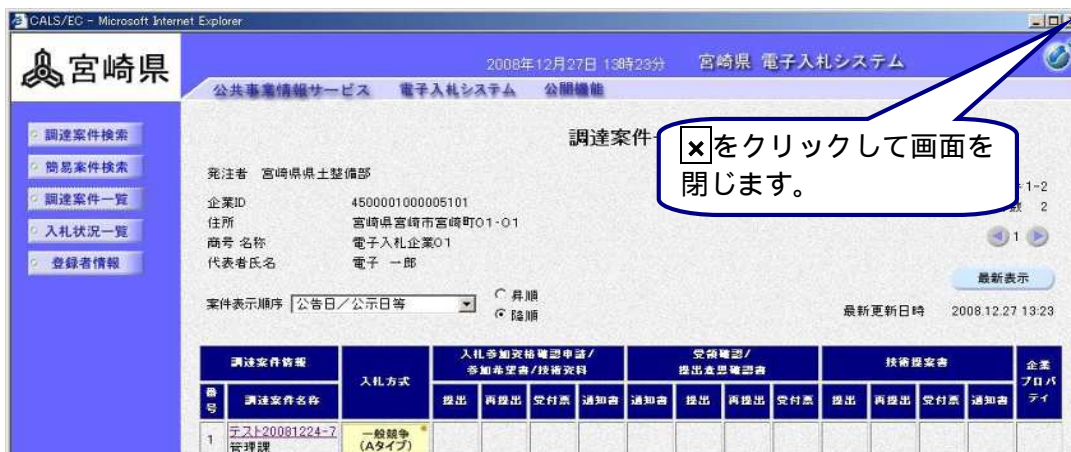 CALS/EC - Microsoft Internet Explorer
宮崎県
2008年12月27日 13時23分
宮崎県 電子入札システム
公共事業情報サービス 電子入札システム 公開機能
調達案件検索
簡易案件検索
調達案件一覧
入札状況一覧
登録者情報
調達案件
×をクリックして画面を
閉じます。
発注者 宮崎県県土整備部
企業ID 4500001000005101
住所 宮崎県宮崎市宮崎町01-01
商号 名称 電子入札企業01
代表者氏名 電子 一郎
1-2
数 2
1
最新表示
案件表示順序 公告日/公示日等
昇順
降順
最新更新日時 2008.12.27 13:23
調達案件情報
入札方式
入札参加資格確認申請/
参加希望書/技術資料
受領確認/
提出意思確認書
技術提案書
企業
プロパ
ティ
番号 調達案件名称
提出 再提出 受付票 通知書 通知書 提出 再提出 受付票 提出 再提出 受付票 通知書
1 テスト20081224-7
管理課
一般競争
(Aタイプ)